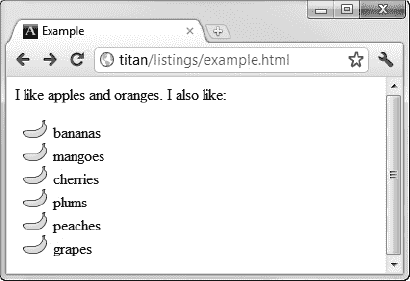 Example
titan/listings/example.html
I like apples and oranges. I also like:
bananas
mangoes
cherries
plums
peaches
grapes